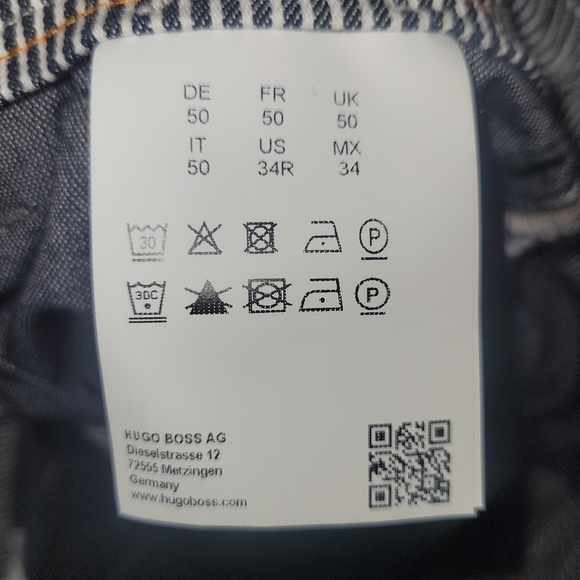 DE FR UK
50 50 50
IT US MX
50 34R 34
30 P
30C P
HUGO BOSS AG
Dieselstrasse 12
72555 Metzingen
Germany
www.hugoboss.com